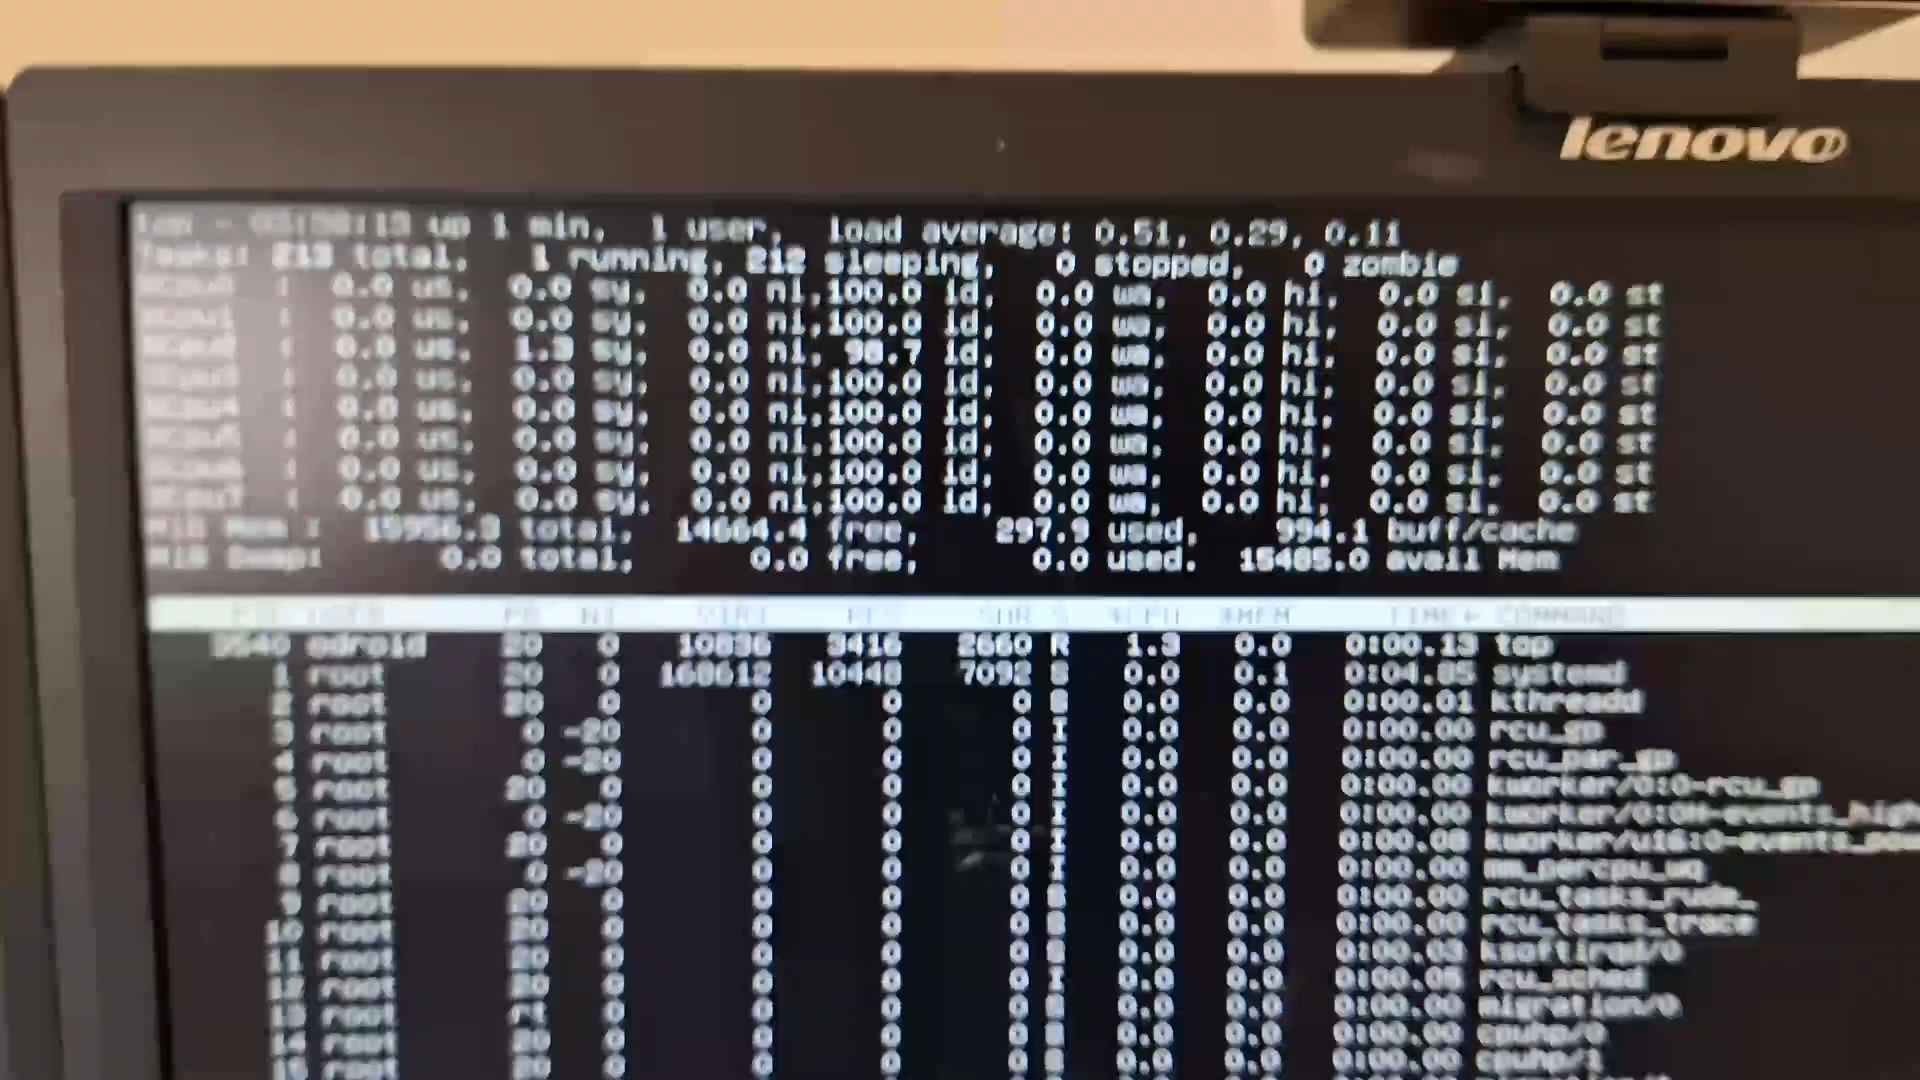 lenovo
top - 03:50:13 up 1 min, 1 user, load average: 0.51, 0.29, 0.11
Tasks: 213 total, 1 running, 212 sleeping, 0 stopped, 0 zombie
%Cpu0 : 0.0 us, 0.0 sy, 0.0 ni,100.0 id, 0.0 wa, 0.0 hi, 0.0 si, 0.0 st
%Cpu1 : 0.0 us, 0.0 sy, 0.0 ni,100.0 id, 0.0 wa, 0.0 hi, 0.0 si, 0.0 st
%Cpu2 : 0.0 us, 1.3 sy, 0.0 ni, 98.7 id, 0.0 wa, 0.0 hi, 0.0 si, 0.0 st
%Cpu3 : 0.0 us, 0.0 sy, 0.0 ni,100.0 id, 0.0 wa, 0.0 hi, 0.0 si, 0.0 st
%Cpu4 : 0.0 us, 0.0 sy, 0.0 ni,100.0 id, 0.0 wa, 0.0 hi, 0.0 si, 0.0 st
%Cpu5 : 0.0 us, 0.0 sy, 0.0 ni,100.0 id, 0.0 wa, 0.0 hi, 0.0 si, 0.0 st
%Cpu6 : 0.0 us, 0.0 sy, 0.0 ni,100.0 id, 0.0 wa, 0.0 hi, 0.0 si, 0.0 st
%Cpu7 : 0.0 us, 0.0 sy, 0.0 ni,100.0 id, 0.0 wa, 0.0 hi, 0.0 si, 0.0 st
MiB Mem : 15956.3 total, 14664.4 free, 297.9 used, 994.1 buff/cache
MiB Swap: 0.0 total, 0.0 free, 0.0 used. 15485.0 avail Mem
PID USER PR NI VIRT RES SHR S %CPU %MEM TIME+ COMMAND
3540 odroid 20 0 10836 3416 2660 R 1.3 0.0 0:00.13 top
1 root 20 0 168612 10448 7092 S 0.0 0.1 0:04.85 systemd
2 root 20 0 0 0 0 S 0.0 0.0 0:00.01 kthreadd
3 root 0 -20 0 0 0 I 0.0 0.0 0:00.00 rcu_gp
4 root 0 -20 0 0 0 I 0.0 0.0 0:00.00 rcu_par_gp
5 root 20 0 0 0 0 I 0.0 0.0 0:00.00 kworker/0:0-rcu_gp
6 root 0 -20 0 0 0 I 0.0 0.0 0:00.00 kworker/0:0H-events_high
7 root 20 0 0 0 0 I 0.0 0.0 0:00.08 kworker/u16:0-events_pow
8 root 0 -20 0 0 0 I 0.0 0.0 0:00.00 mm_percpu_wq
9 root 20 0 0 0 0 S 0.0 0.0 0:00.00 rcu_tasks_rude_
10 root 20 0 0 0 0 S 0.0 0.0 0:00.00 rcu_tasks_trace
11 root 20 0 0 0 0 S 0.0 0.0 0:00.03 ksoftirqd/0
12 root 20 0 0 0 0 I 0.0 0.0 0:00.05 rcu_sched
13 root rt 0 0 0 0 S 0.0 0.0 0:00.00 migration/0
14 root 20 0 0 0 0 S 0.0 0.0 0:00.00 cpuhp/0
15 root 20 0 0 0 0 S 0.0 0.0 0:00.00 cpuhp/1